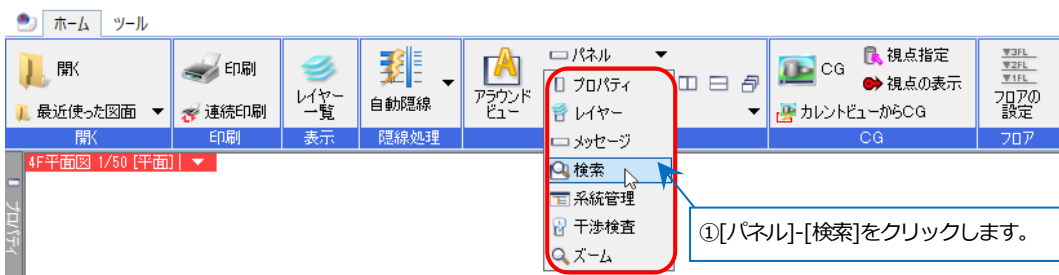 ホーム ツール
開く
最近使った図面
開く
印刷
連続印刷
印刷
レイヤー
一覧
表示
自動隠線
隠線処理
アラウンド
ビュー
パネル
プロパティ
レイヤー
メッセージ
検索
系統管理
干渉検査
ズーム
CG
視点指定
視点の表示
カレントビューからCG
CG
▼3FL
▼2FL
▼1FL
フロアの
設定
フロア
4F平面図 1/50 [平面]
プロパティ
①[パネル]-[検索]をクリックします。